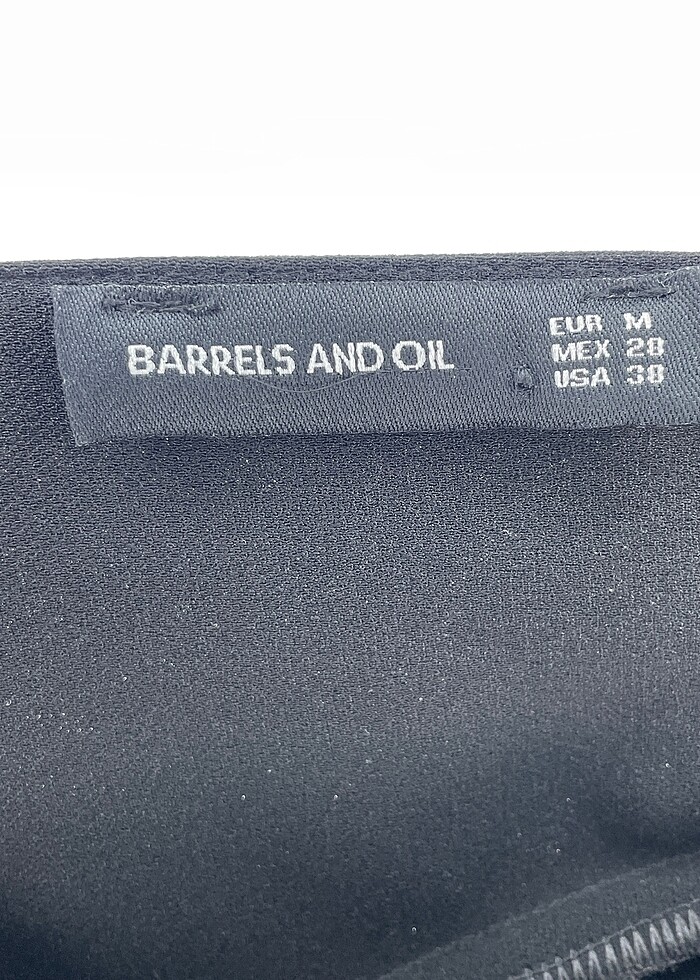 BARRELS AND OIL
EUR M
MEX 28
USA 38